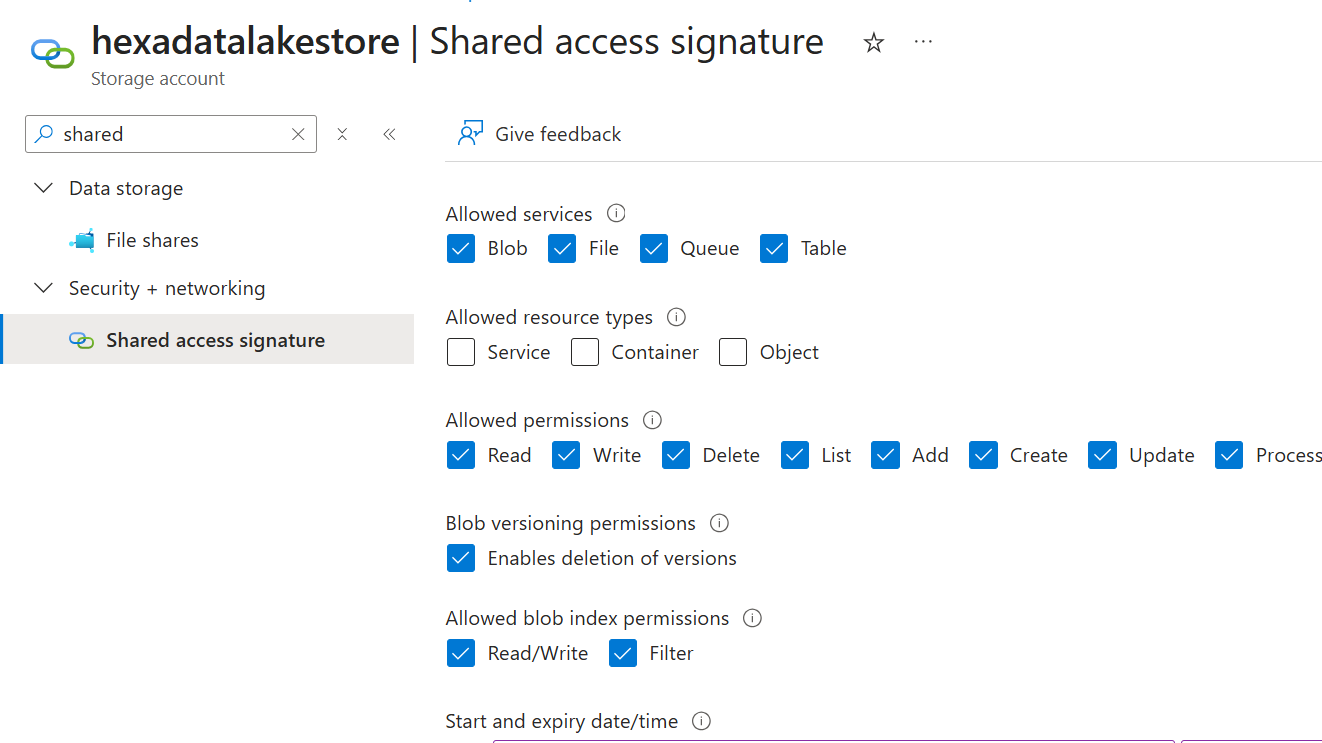 hexadatalakestore | Shared access signature
Storage account
shared
Data storage
File shares
Security + networking
Shared access signature
Give feedback
Allowed services
Blob File Queue Table
Allowed resource types
Service Container Object
Allowed permissions
Read Write Delete List Add Create Update Process
Blob versioning permissions
Enables deletion of versions
Allowed blob index permissions
Read/Write Filter
Start and expiry date/time